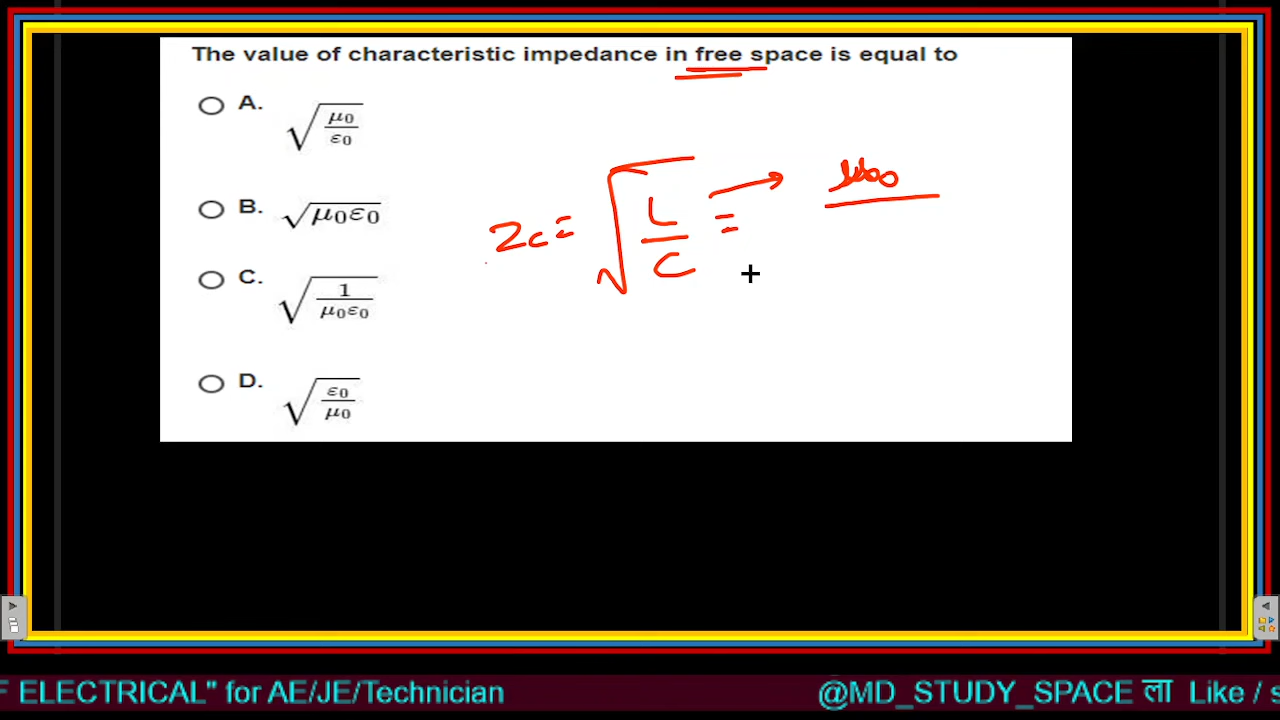 The value of characteristic impedance in free space is equal to
A. √(μ0/ε0)
B. √μ0ε0
C. √(1/μ0ε0)
D. √(ε0/μ0)
Zc = √(L/C) = →
F ELECTRICAL" for AE/JE/Technician
@MD_STUDY_SPACE ला Like / s